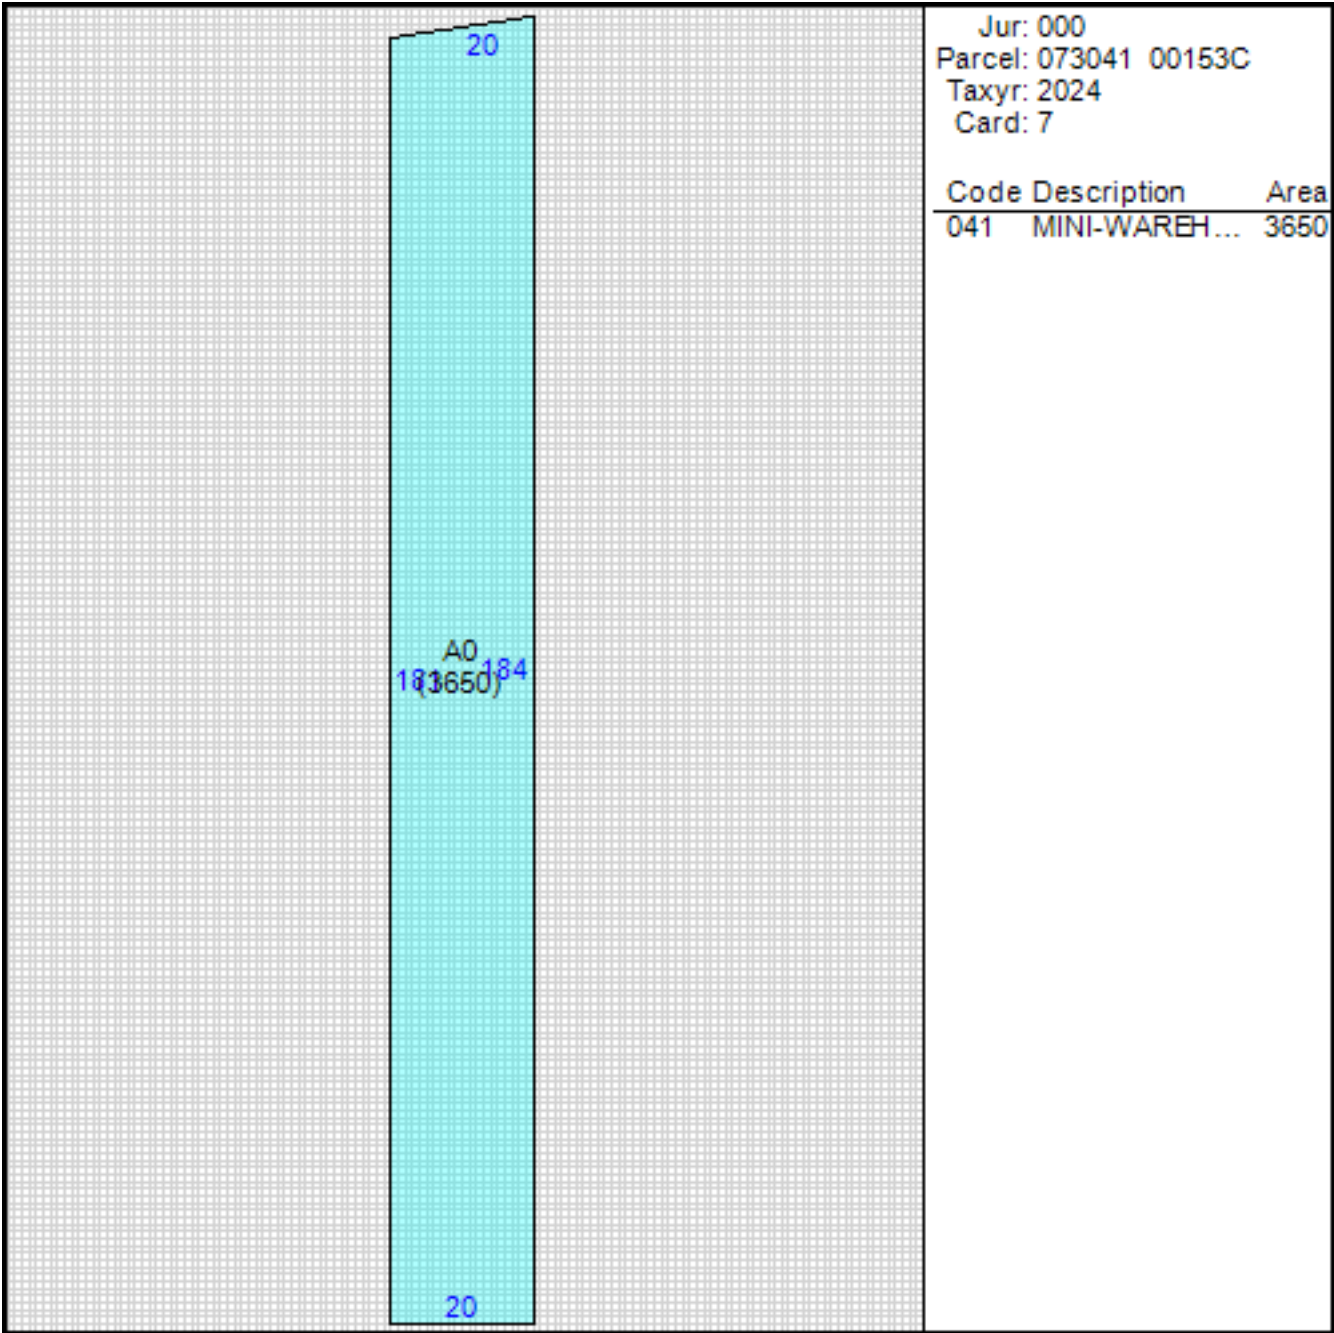 20
Jur: 000
Parcel: 073041 00153C
Taxyr: 2024
Card: 7
Code Description Area
041 MINI-WAREH... 3650
A0
184
(3650)
20